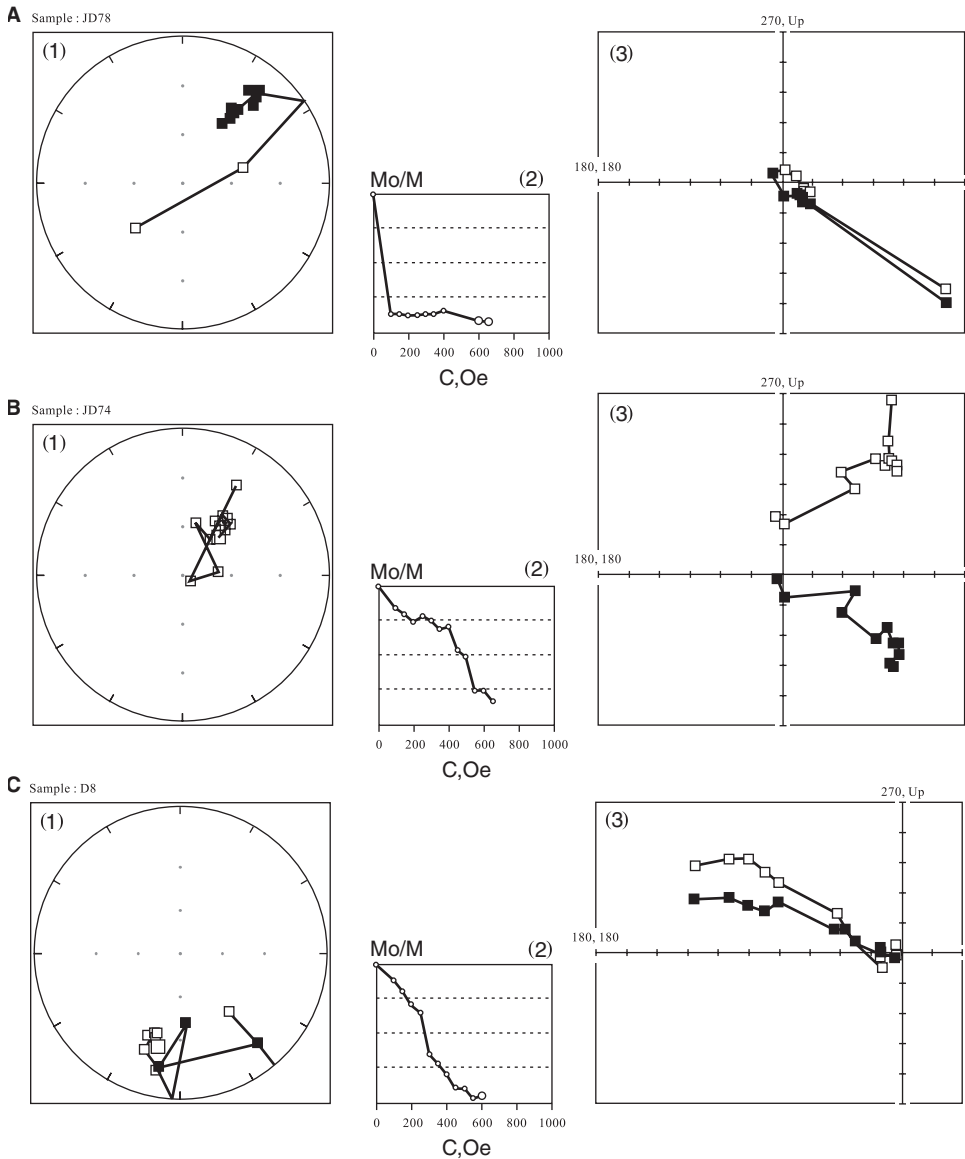 A Sample : JD78
(1)
Mo/M (2)
0 200 400 600 800 1000
C,Oe
270, Up
(3)
180, 180
B Sample : JD74
(1)
Mo/M (2)
0 200 400 600 800 1000
C,Oe
270, Up
(3)
180, 180
C Sample : D8
(1)
Mo/M (2)
0 200 400 600 800 1000
C,Oe
270, Up
(3)
180, 180